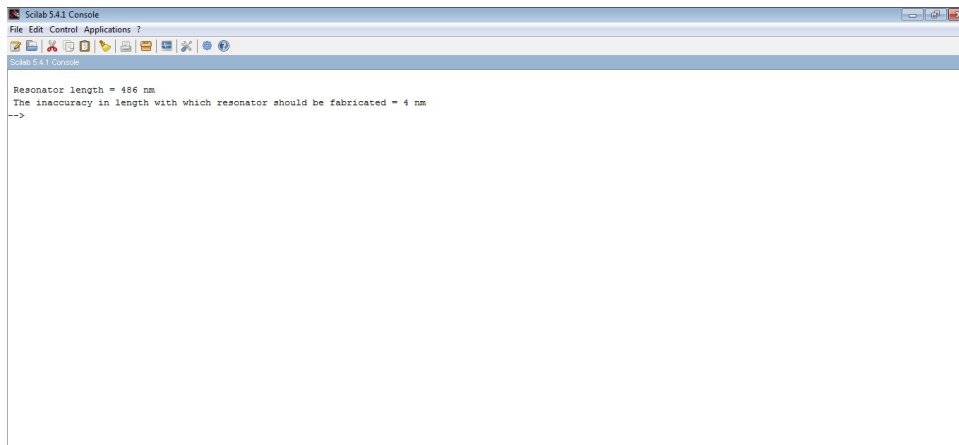 Scilab 5.4.1 Console
File Edit Control Applications ?
Scilab 5.4.1 Console
Resonator length = 486 nm
The inaccuracy in length with which resonator should be fabricated = 4 nm
-->